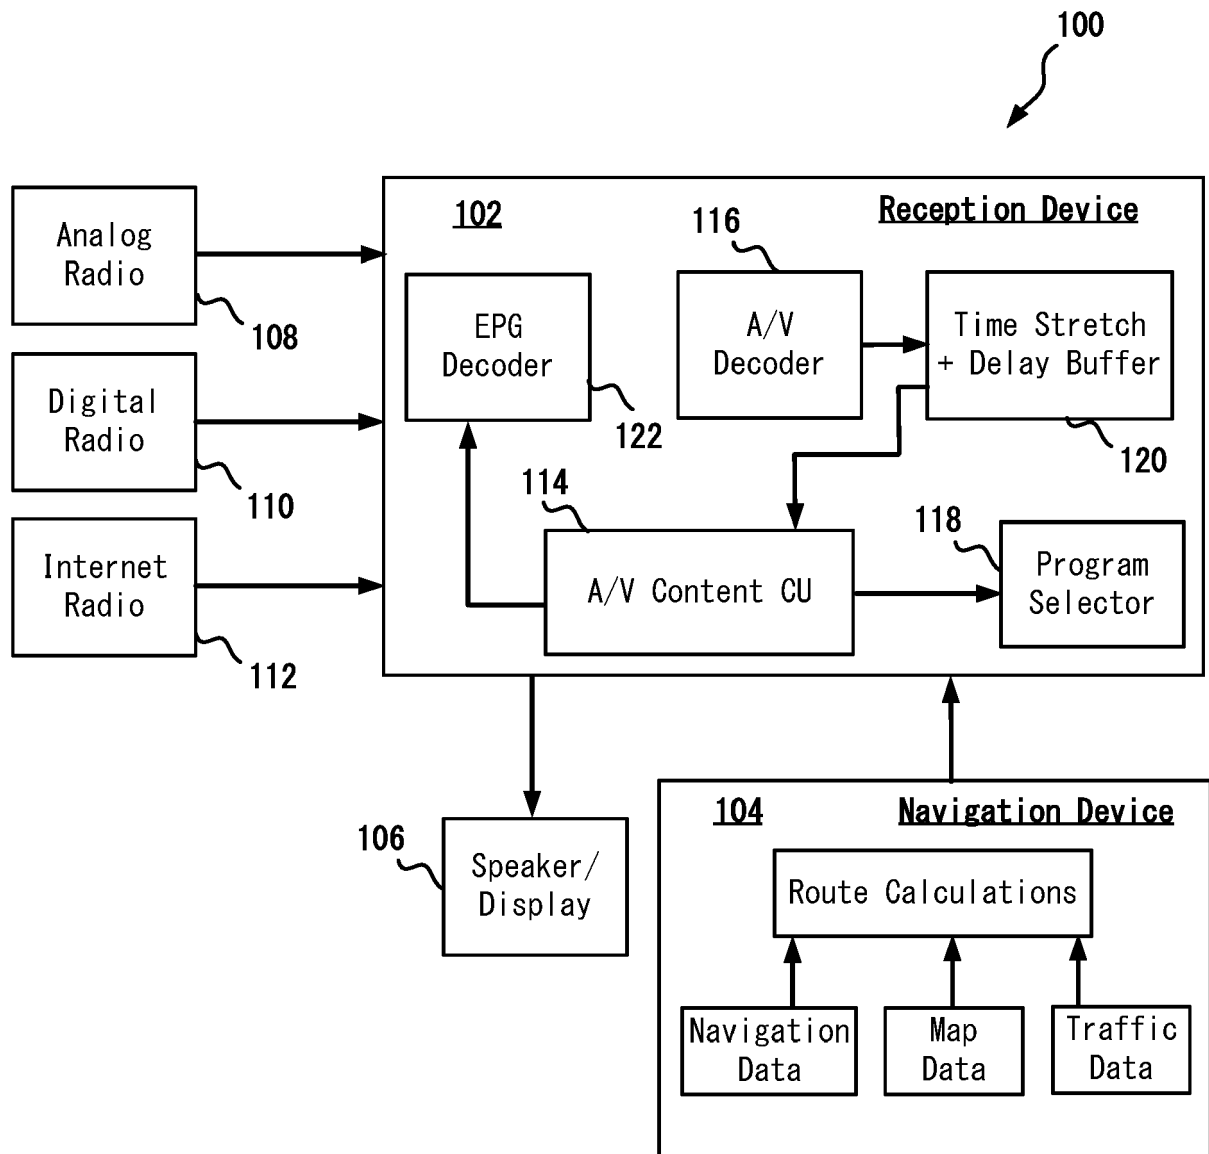 100
102
Reception Device
Analog
Radio
108
EPG
Decoder
122
116
A/V
Decoder
Time Stretch
+ Delay Buffer
120
Digital
Radio
110
Internet
Radio
112
114
A/V Content CU
118
Program
Selector
106
Speaker/
Display
104
Navigation Device
Route Calculations
Navigation
Data
Map
Data
Traffic
Data